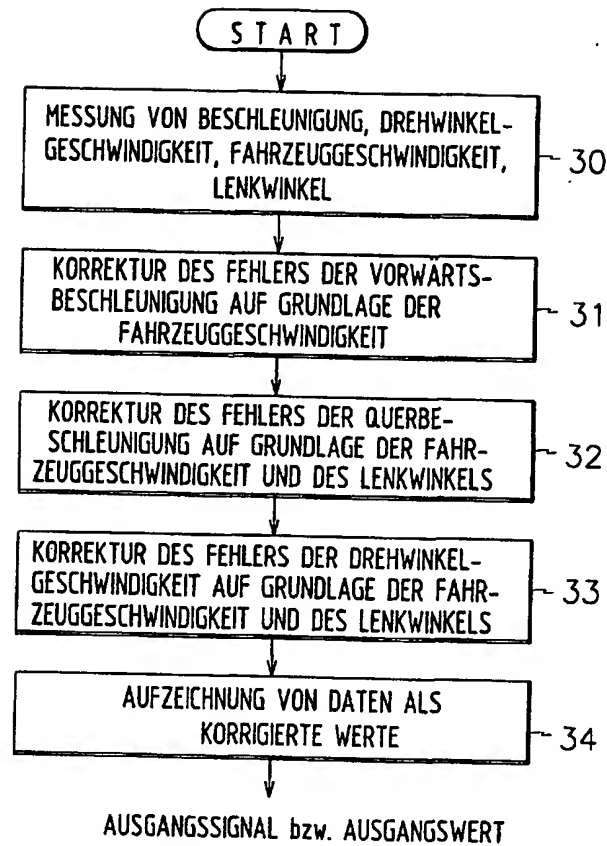 START
MESSUNG VON BESCHLEUNIGUNG, DREHWINKEL-
GESCHWINDIGKEIT, FAHRZEUGGESCHWINDIGKEIT,
LENKWINKEL
30
KORREKTUR DES FEHLERS DER VORWÄRTS-
BESCHLEUNIGUNG AUF GRUNDLAGE DER
FAHRZEUGGESCHWINDIGKEIT
31
KORREKTUR DES FEHLERS DER QUERBE-
SCHLEUNIGUNG AUF GRUNDLAGE DER FAHR-
ZEUGGESCHWINDIGKEIT UND DES LENKWINKELS
32
KORREKTUR DES FEHLERS DER DREHWINKEL-
GESCHWINDIGKEIT AUF GRUNDLAGE DER FAHR-
ZEUGGESCHWINDIGKEIT UND DES LENKWINKELS
33
AUFZEICHNUNG VON DATEN ALS
KORRIGIERTE WERTE
34
AUSGANGSSIGNAL bzw. AUSGANGSWERT